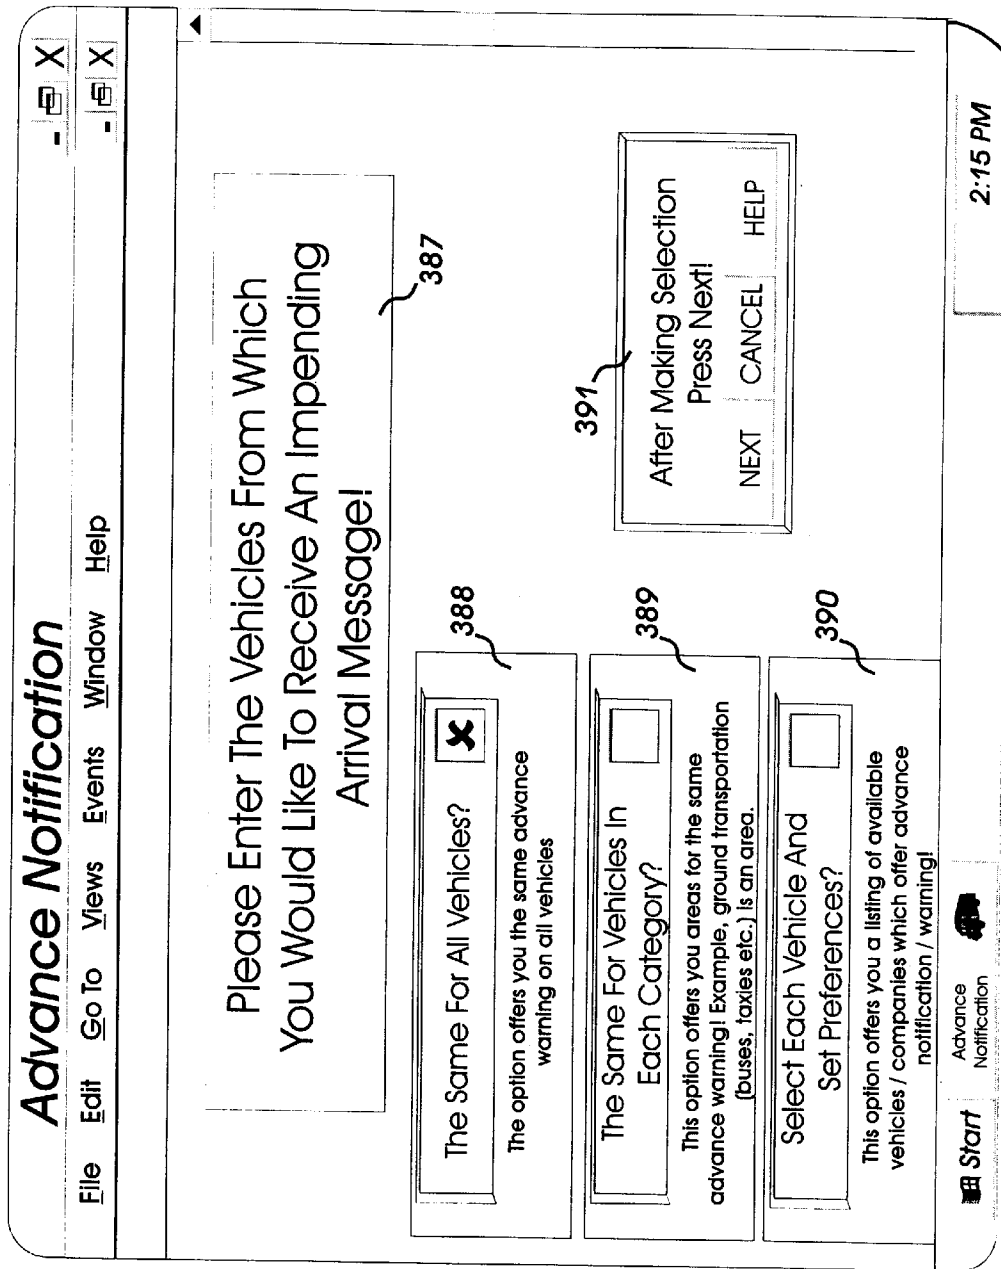 Advance Notification
File Edit Go To Views Events Window Help
Please Enter The Vehicles From Which
You Would Like To Receive An Impending
Arrival Message!
387
388
The Same For All Vehicles?
The option offers you the same advance
warning on all vehicles
389
The Same For Vehicles In
Each Category?
This option offers you areas for the same
advance warning! Example, ground transportation
(buses, taxies etc.) is an area.
390
Select Each Vehicle And
Set Preferences?
This option offers you a listing of available
vehicles / companies which offer advance
notification / warning!
391
After Making Selection
Press Next!
NEXT CANCEL HELP
Start
Advance
Notification
2:15 PM